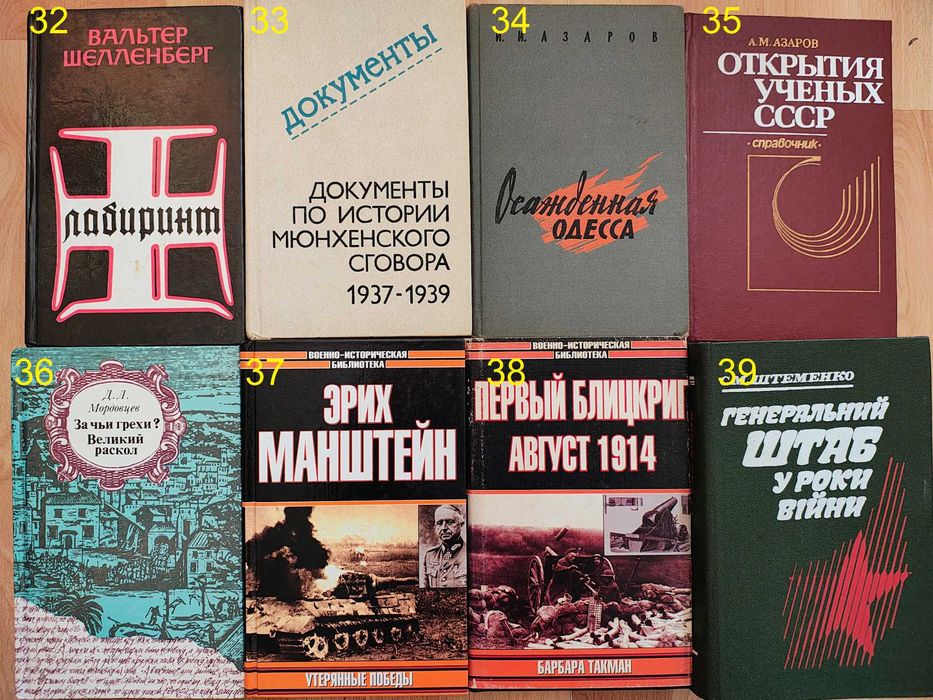 32
ВАЛЬТЕР
ШЕЛЛЕНБЕРГ
лабиринт
33
ДОКУМЕНТЫ
ДОКУМЕНТЫ
ПО ИСТОРИИ
МЮНХЕНСКОГО
СГОВОРА
1937-1939
34
И. И. АЗАРОВ
Осажденная
ОДЕССА
35
А.М.АЗАРОВ
ОТКРЫТИЯ
УЧЕНЫХ
СССР
·справочник·
36
Д.Л.
Мордовцев
За чьи грехи?
Великий
раскол
37
ВОЕННО-ИСТОРИЧЕСКАЯ
БИБЛИОТЕКА
ЭРИХ
МАНШТЕЙН
УТЕРЯННЫЕ ПОБЕДЫ
38
ВОЕННО-ИСТОРИЧЕСКАЯ
БИБЛИОТЕКА
ПЕРВЫЙ БЛИЦКРИГ
АВГУСТ 1914
БАРБАРА ТАКМАН
39
ШТЕМЕНКО
ГЕНЕРАЛЬНИЙ
ШТАБ
У РОКИ
ВІЙНИ